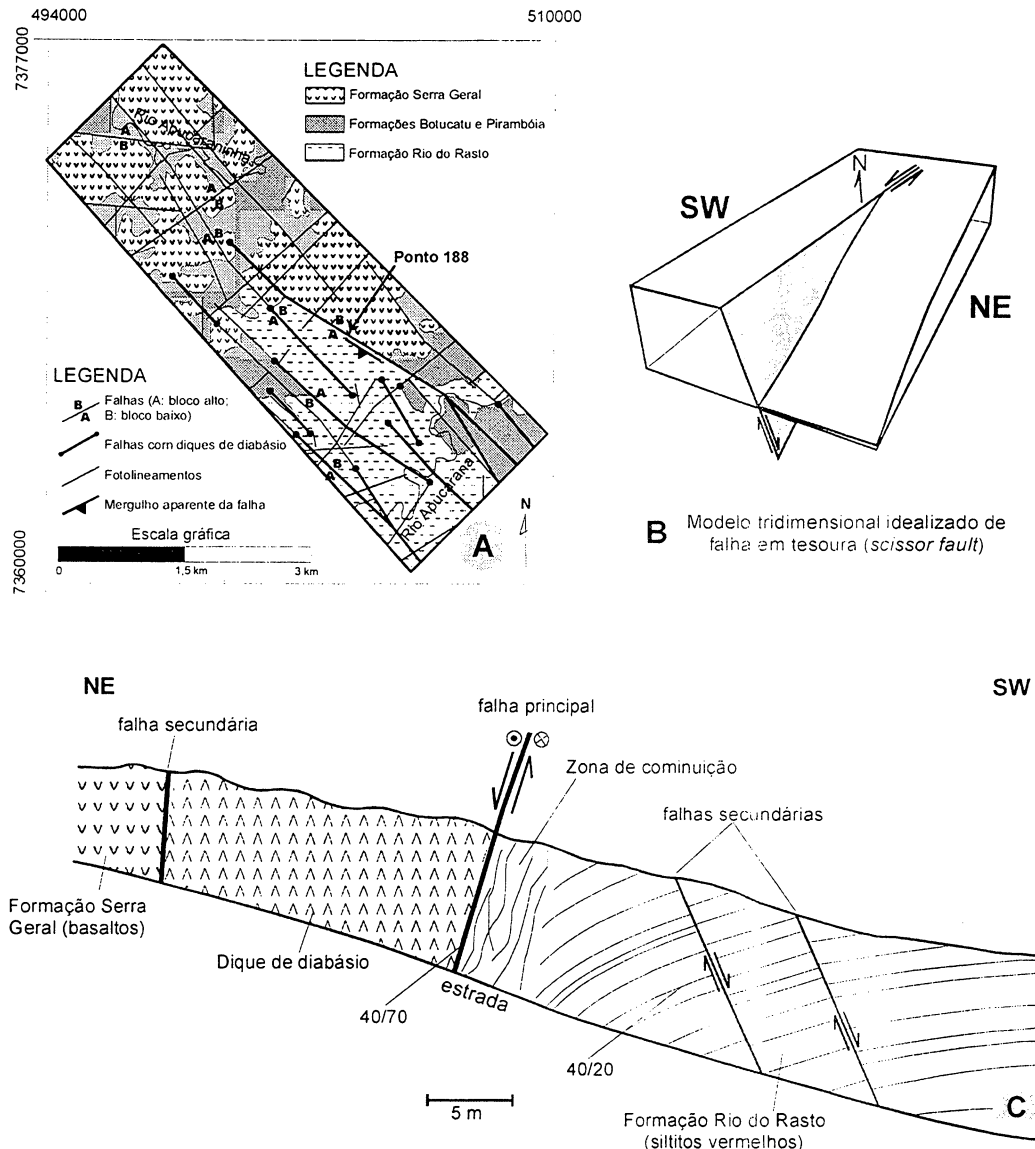 494000
510000
7377000
7360000
LEGENDA
Formação Serra Geral
Formações Botucatu e Pirambóia
Formação Rio do Rasto
Rio Apucaraninha
A
B
A
B
B
A
Ponto 188
B
A
B
A
B
A
B
A
Rio Apucarana
LEGENDA
B
A
Falhas (A: bloco alto;
B: bloco baixo)
Falhas com diques de diabásio
Fotolineamentos
Mergulho aparente da falha
Escala gráfica
0
1,5 km
3 km
N
A
N
SW
NE
B
Modelo tridimensional idealizado de
falha em tesoura (scissor fault)
NE
SW
falha secundária
falha principal
Zona de cominuição
falhas secundárias
Formação Serra
Geral (basaltos)
Dique de diabásio
estrada
40/70
40/20
5 m
Formação Rio do Rasto
(siltitos vermelhos)
C